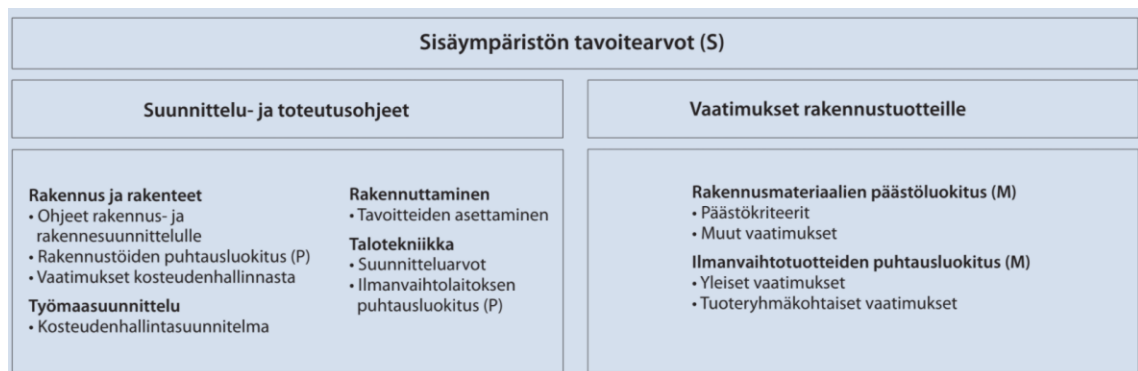 Sisäympäristön tavoitearvot (S)
Suunnittelu- ja toteutusohjeet
Vaatimukset rakennustuotteille
Rakennus ja rakenteet
• Ohjeet rakennus- ja
rakennesuunnittelulle
• Rakennustöiden puhtausluokitus (P)
• Vaatimukset kosteudenhallinnasta
Työmaasuunnittelu
• Kosteudenhallintasuunnitelma
Rakennuttaminen
• Tavoitteiden asettaminen
Talotekniikka
• Suunnitteluarvot
• Ilmanvaihtolaitoksen
puhtausluokitus (P)
Rakennusmateriaalien päästöluokitus (M)
• Päästökriteerit
• Muut vaatimukset
Ilmanvaihtotuotteiden puhtausluokitus (M)
• Yleiset vaatimukset
• Tuoteryhmäkohtaiset vaatimukset